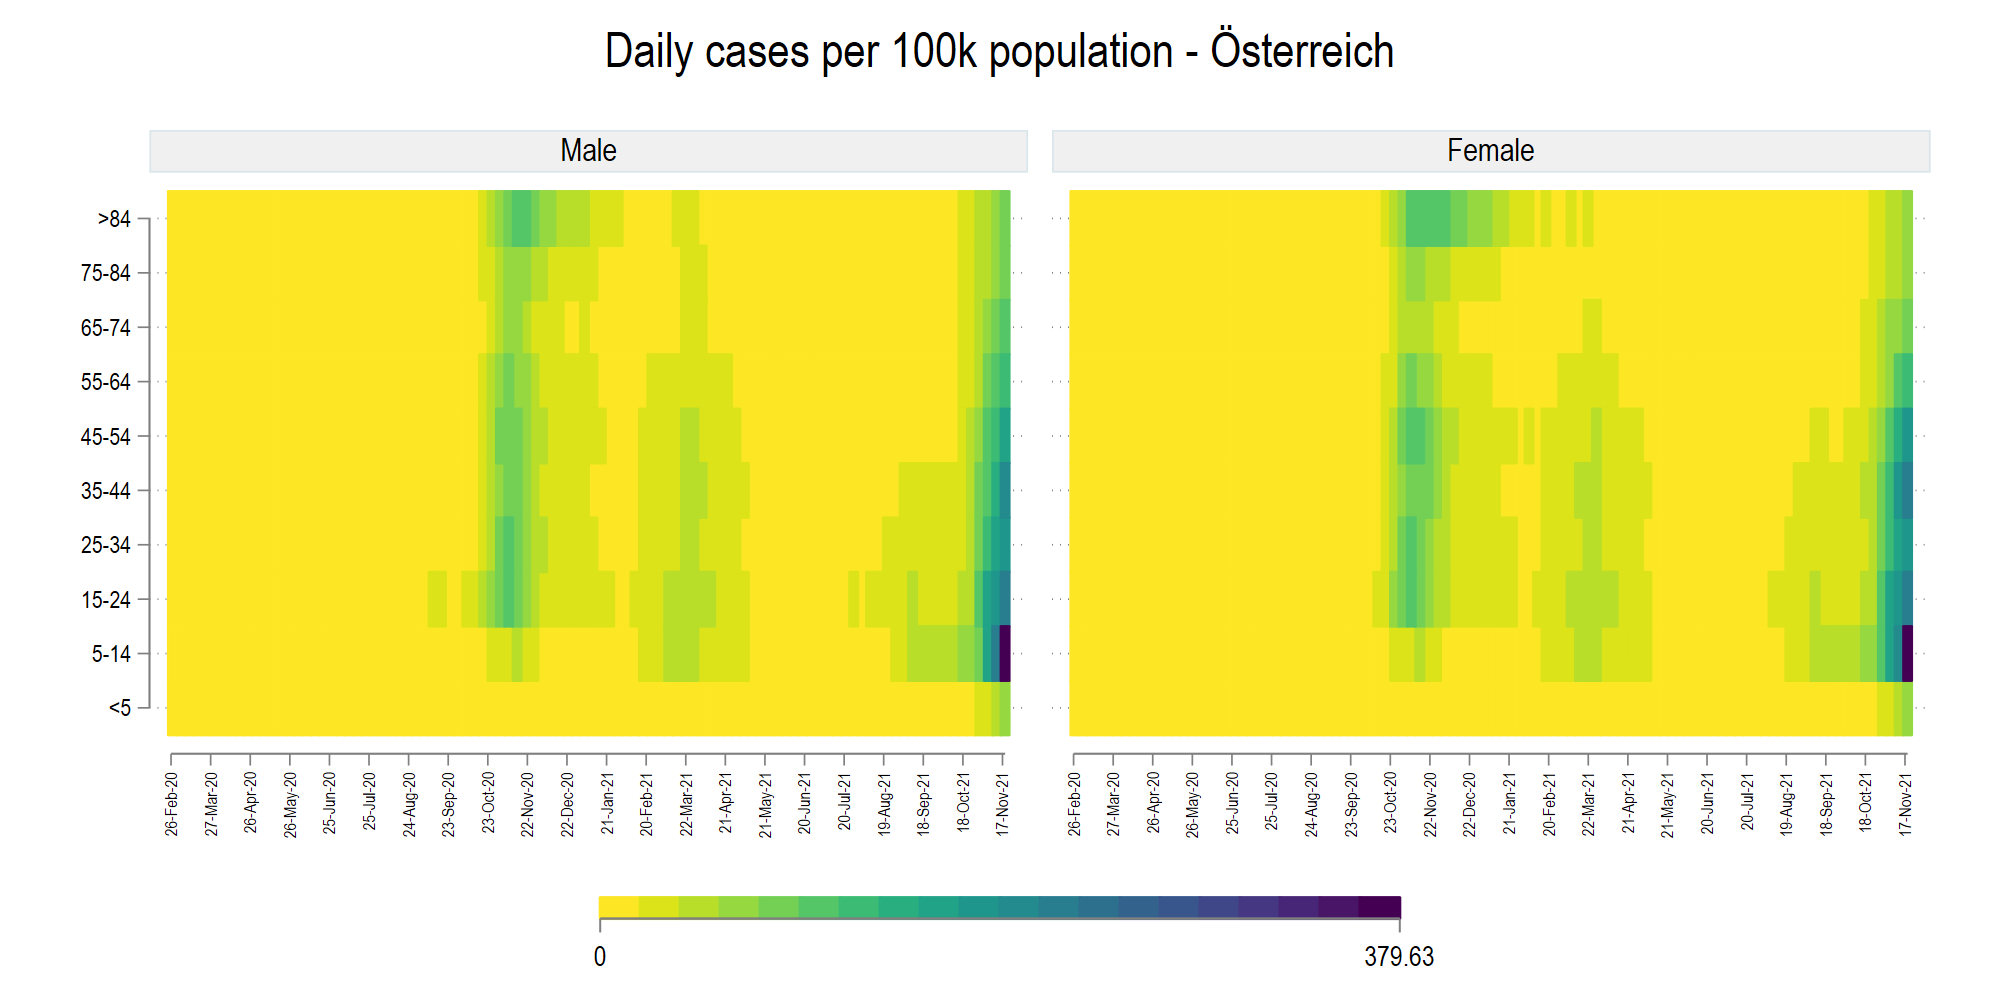 Daily cases per 100k population - Österreich
Male
Female
>84
75-84
65-74
55-64
45-54
35-44
25-34
15-24
5-14
<5
26-Feb-20 27-Mar-20 26-Apr-20 26-May-20 25-Jun-20 25-Jul-20 24-Aug-20 23-Sep-20 23-Oct-20 22-Nov-20 22-Dec-20 21-Jan-21 20-Feb-21 22-Mar-21 21-Apr-21 21-May-21 20-Jun-21 20-Jul-21 19-Aug-21 18-Sep-21 18-Oct-21 17-Nov-21
26-Feb-20 27-Mar-20 26-Apr-20 26-May-20 25-Jun-20 25-Jul-20 24-Aug-20 23-Sep-20 23-Oct-20 22-Nov-20 22-Dec-20 21-Jan-21 20-Feb-21 22-Mar-21 21-Apr-21 21-May-21 20-Jun-21 20-Jul-21 19-Aug-21 18-Sep-21 18-Oct-21 17-Nov-21
0
379.63